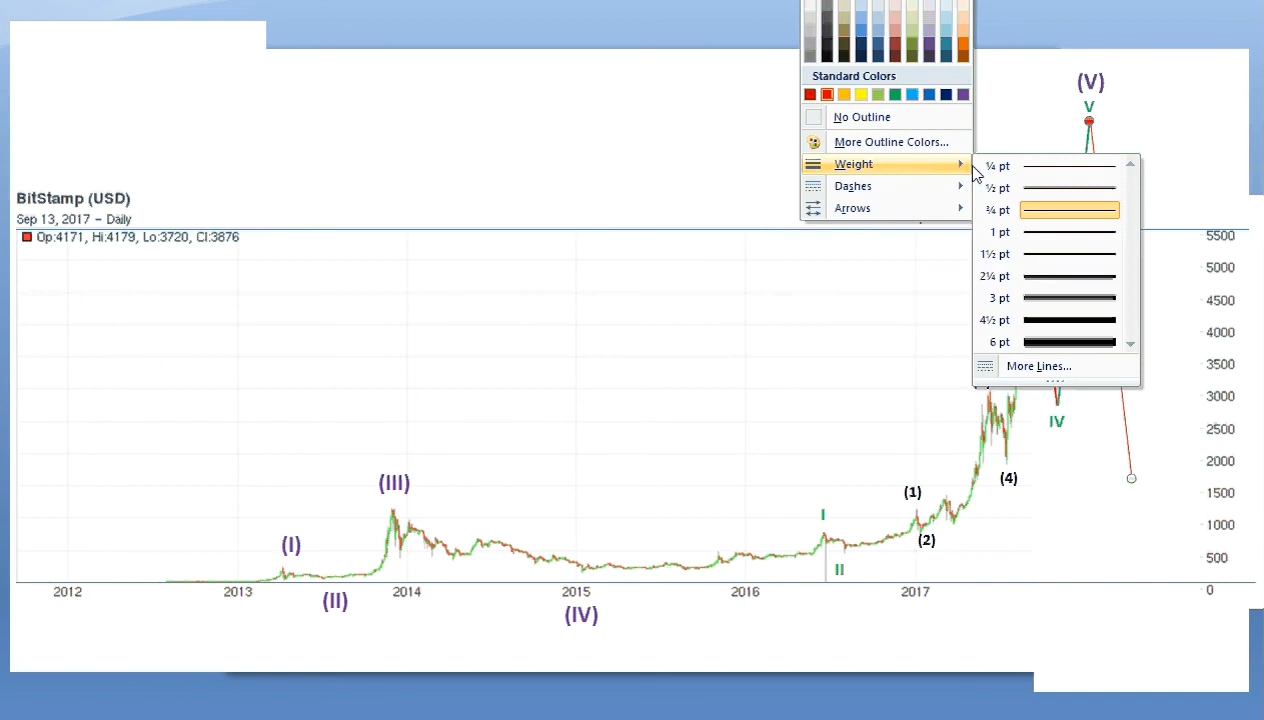 Standard Colors
No Outline
More Outline Colors...
Weight
Dashes
Arrows
¼ pt
½ pt
¾ pt
1 pt
1½ pt
2¼ pt
3 pt
4½ pt
6 pt
More Lines...
(V)
V
BitStamp (USD)
Sep 13, 2017 - Daily
Op:4171, Hi:4179, Lo:3720, Cl:3876
5500
5000
4500
4000
3500
3000
2500
2000
1500
1000
500
0
IV
(4)
(III)
(1)
I
(I)
(2)
II
2012
2013
2014
2015
2016
2017
(II)
(IV)